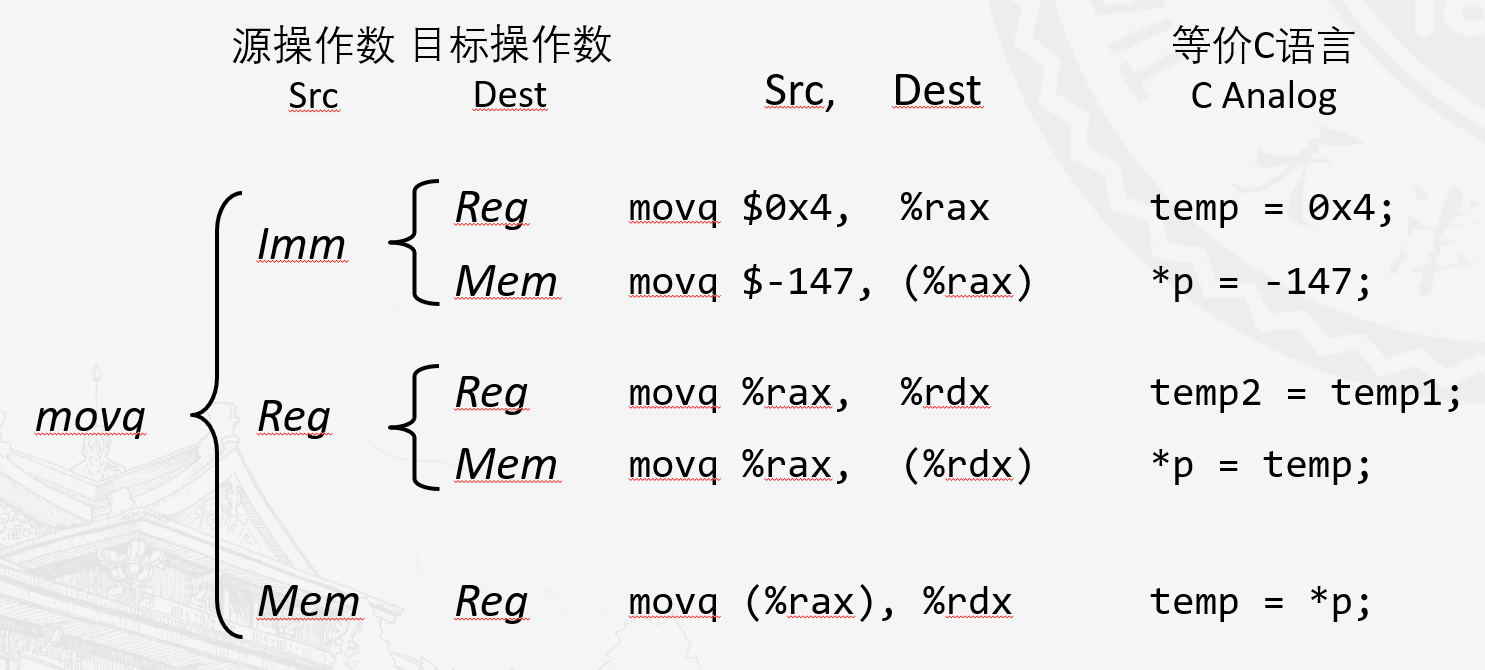 源操作数 目标操作数 等价C语言
Src Dest Src, Dest C Analog
Reg movq $0x4, %rax temp = 0x4;
Imm
Mem movq $-147, (%rax) *p = -147;
Reg movq %rax, %rdx temp2 = temp1;
movq Reg
Mem movq %rax, (%rdx) *p = temp;
Mem Reg movq (%rax), %rdx temp = *p;